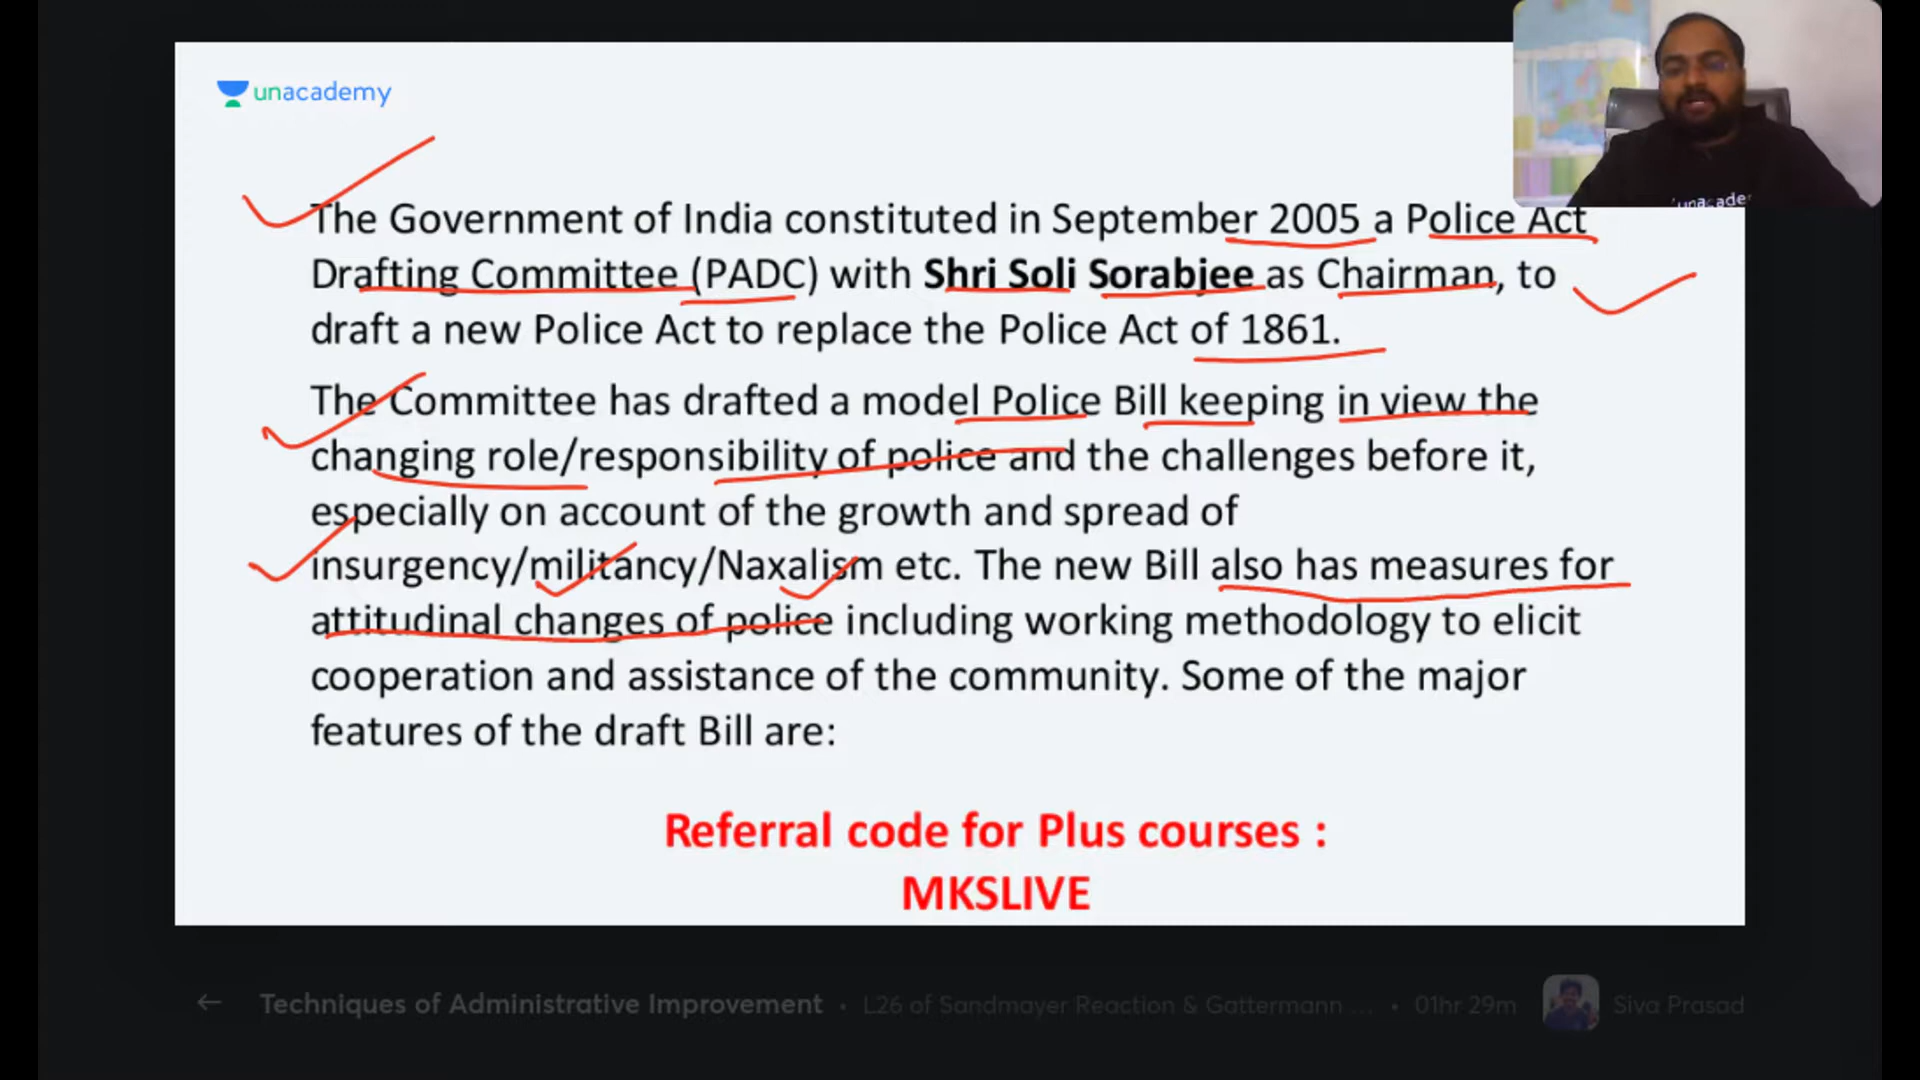 unacademy
The Government of India constituted in September 2005 a Police Act
Drafting Committee (PADC) with Shri Soli Sorabjee as Chairman, to
draft a new Police Act to replace the Police Act of 1861.
The Committee has drafted a model Police Bill keeping in view the
changing role/responsibility of police and the challenges before it,
especially on account of the growth and spread of
insurgency/militancy/Naxalism etc. The new Bill also has measures for
attitudinal changes of police including working methodology to elicit
cooperation and assistance of the community. Some of the major
features of the draft Bill are:
Referral code for Plus courses :
MKSLIVE
Techniques of Administrative Improvement • L26 of Sandmayer Reaction & Gattermann ... • 01hr 29m Siva Prasad